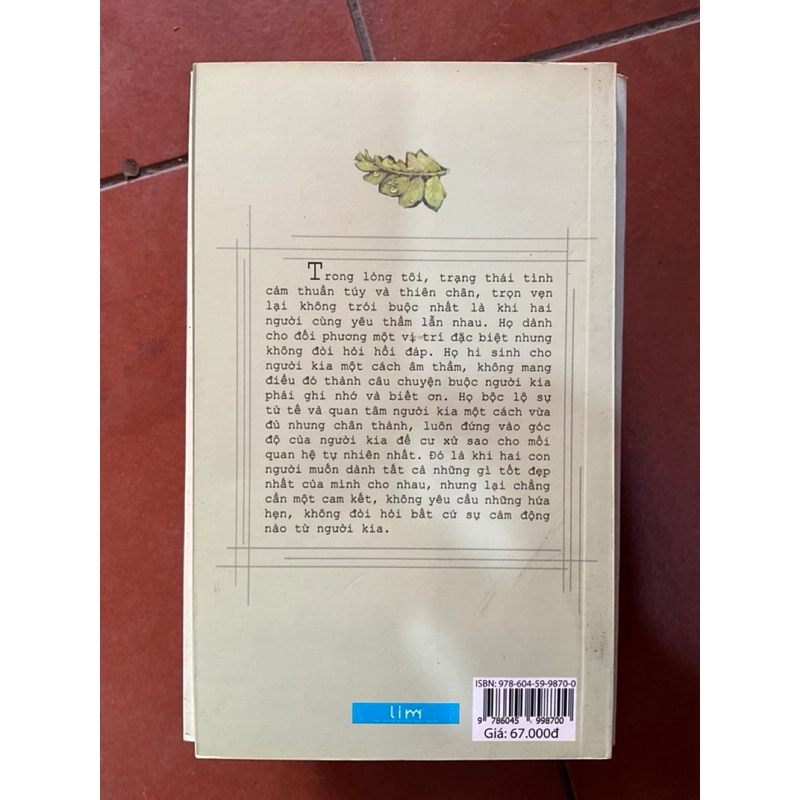 Trong lòng tôi, trạng thái tình
cảm thuần túy và thiên chân, trọn vẹn
lại không trói buộc nhất là khi hai
người cùng yêu thầm lẫn nhau. Họ dành
cho đối phương một vị trí đặc biệt nhưng
không đòi hỏi hồi đáp. Họ hi sinh cho
người kia một cách âm thầm, không mang
điều đó thành câu chuyện buộc người kia
phải ghi nhớ và biết ơn. Họ bộc lộ sự
tử tế và quan tâm người kia một cách vừa
đủ nhưng chân thành, luôn đứng vào góc
độ của người kia để cư xử sao cho mối
quan hệ tự nhiên nhất. Đó là khi hai con
người muốn dành tất cả những gì tốt đẹp
nhất của mình cho nhau, nhưng lại chẳng
cần một cam kết, không yêu cầu những hứa
hẹn, không đòi hỏi bất cứ sự cảm động
nào từ người kia.
lim
ISBN: 978-604-59-9870-0
9 786045 998700
Giá: 67.000đ